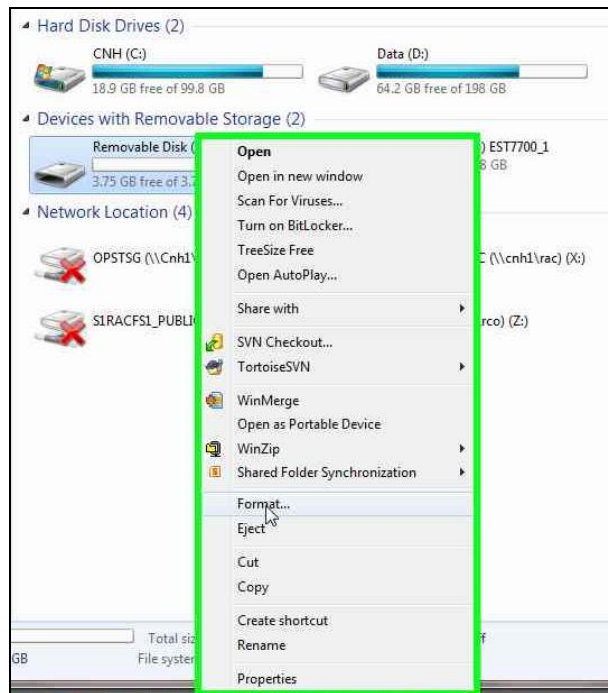 Hard Disk Drives (2)
CNH (C:)
18.9 GB free of 99.8 GB
Data (D:)
64.2 GB free of 198 GB
Devices with Removable Storage (2)
Removable Disk (
3.75 GB free of 3.7
) EST7700_1
8 GB
Network Location (4)
OPSTSG (\\Cnh1\
C (\\cnh1\rac) (X:)
S1RACFS1_PUBLI
rco) (Z:)
Open
Open in new window
Scan For Viruses...
Turn on BitLocker...
TreeSize Free
Open AutoPlay...
Share with
SVN Checkout...
TortoiseSVN
WinMerge
Open as Portable Device
WinZip
Shared Folder Synchronization
Format...
Eject
Cut
Copy
Create shortcut
Rename
Properties
Total siz
GB
File syster